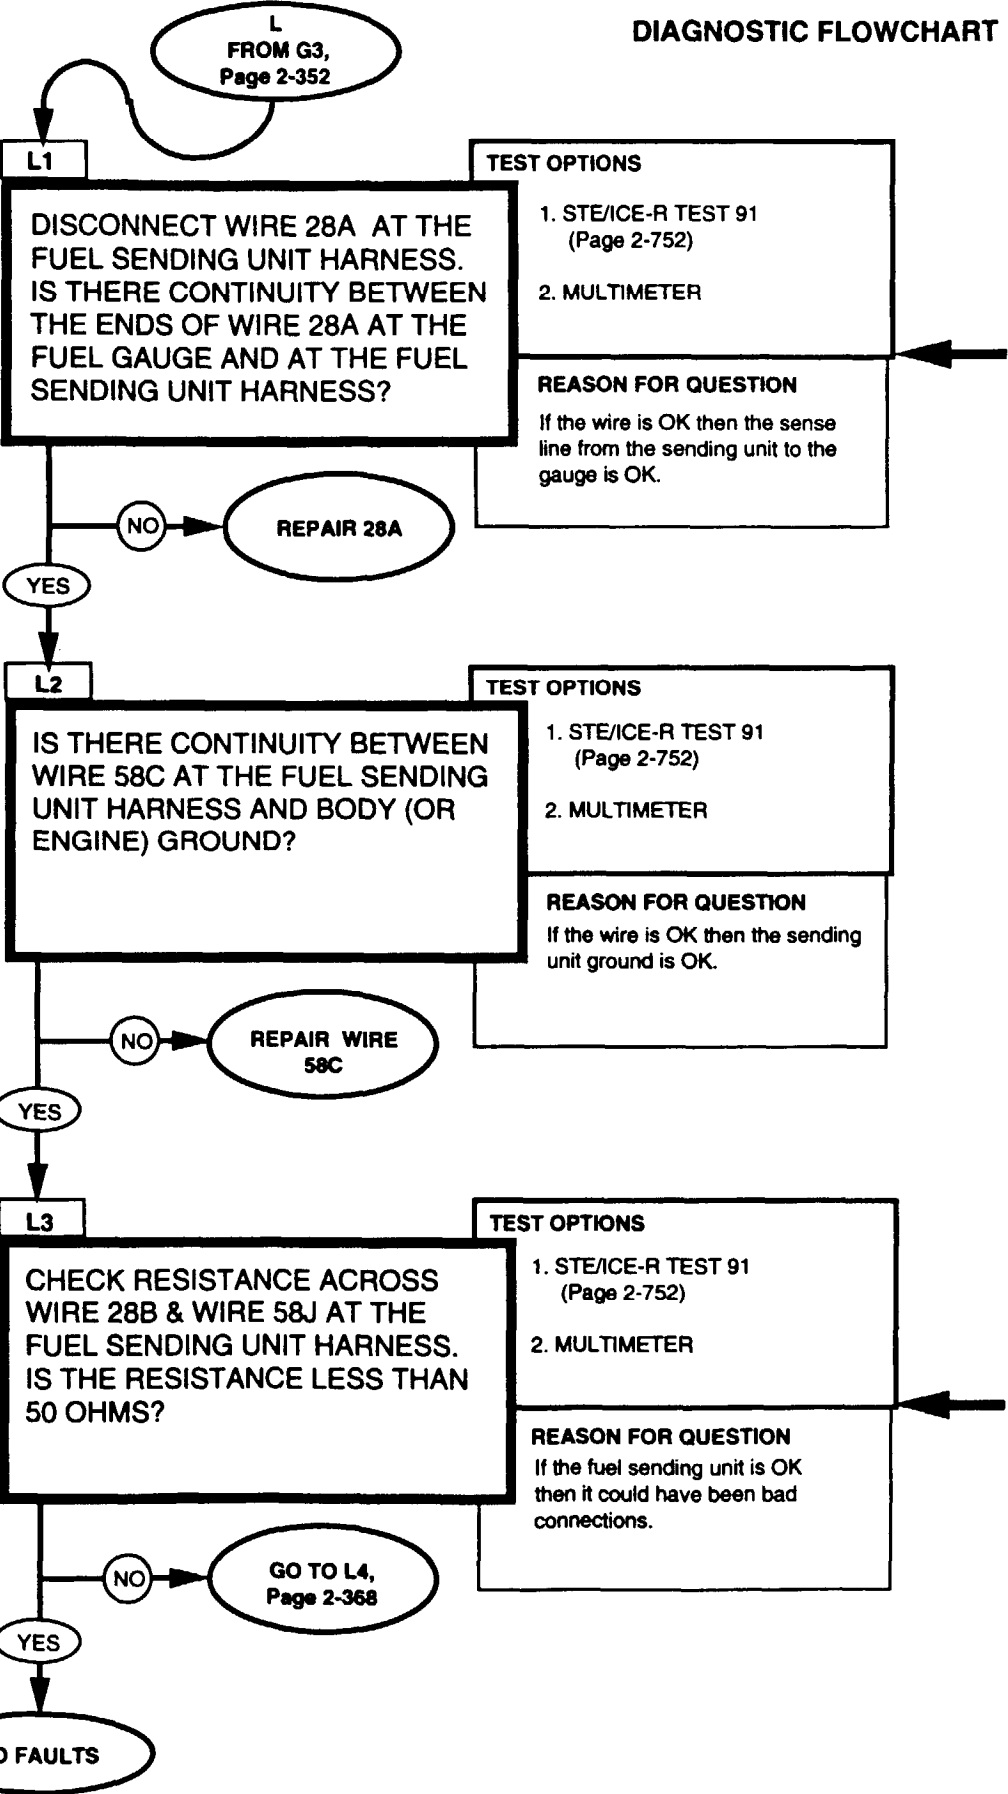 L
FROM G3,
Page 2-352
DIAGNOSTIC FLOWCHART
L1
DISCONNECT WIRE 28A AT THE
FUEL SENDING UNIT HARNESS.
IS THERE CONTINUITY BETWEEN
THE ENDS OF WIRE 28A AT THE
FUEL GAUGE AND AT THE FUEL
SENDING UNIT HARNESS?
TEST OPTIONS
1. STE/ICE-R TEST 91
(Page 2-752)
2. MULTIMETER
REASON FOR QUESTION
If the wire is OK then the sense
line from the sending unit to the
gauge is OK.
NO
REPAIR 28A
YES
L2
IS THERE CONTINUITY BETWEEN
WIRE 58C AT THE FUEL SENDING
UNIT HARNESS AND BODY (OR
ENGINE) GROUND?
TEST OPTIONS
1. STE/ICE-R TEST 91
(Page 2-752)
2. MULTIMETER
REASON FOR QUESTION
If the wire is OK then the sending
unit ground is OK.
NO
REPAIR WIRE
58C
YES
L3
CHECK RESISTANCE ACROSS
WIRE 28B & WIRE 58J AT THE
FUEL SENDING UNIT HARNESS.
IS THE RESISTANCE LESS THAN
50 OHMS?
TEST OPTIONS
1. STE/ICE-R TEST 91
(Page 2-752)
2. MULTIMETER
REASON FOR QUESTION
If the fuel sending unit is OK
then it could have been bad
connections.
NO
GO TO L4,
Page 2-368
YES
FAULTS